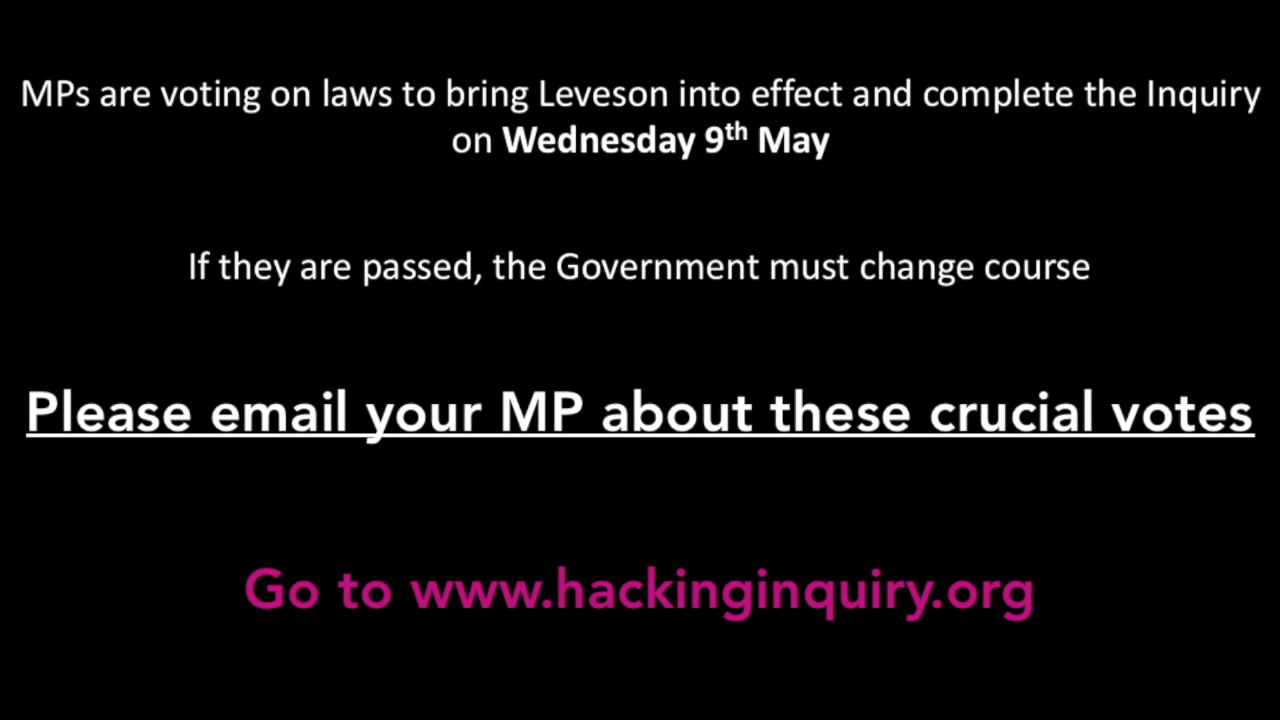 MPs are voting on laws to bring Leveson into effect and complete the Inquiry
on Wednesday 9th May
If they are passed, the Government must change course
Please email your MP about these crucial votes
Go to www.hackinginquiry.org